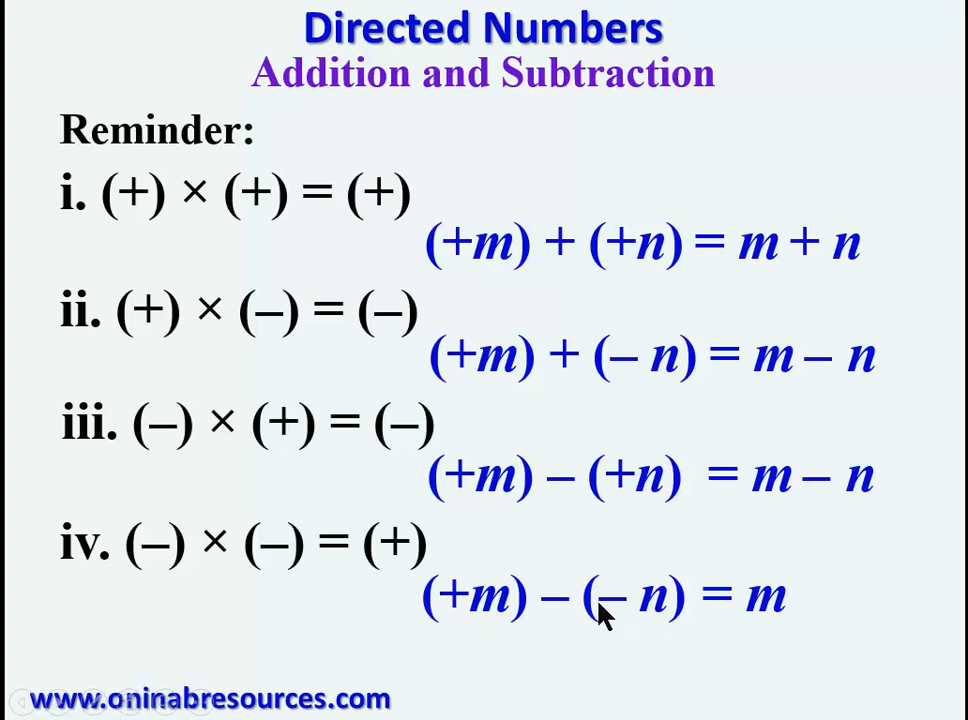 Directed Numbers
Addition and Subtraction
Reminder:
i. (+) × (+) = (+)
(+m) + (+n) = m + n
ii. (+) × (–) = (–)
(+m) + (– n) = m – n
iii. (–) × (+) = (–)
(+m) – (+n) = m – n
iv. (–) × (–) = (+)
(+m) – (– n) = m
www.oninabresources.com